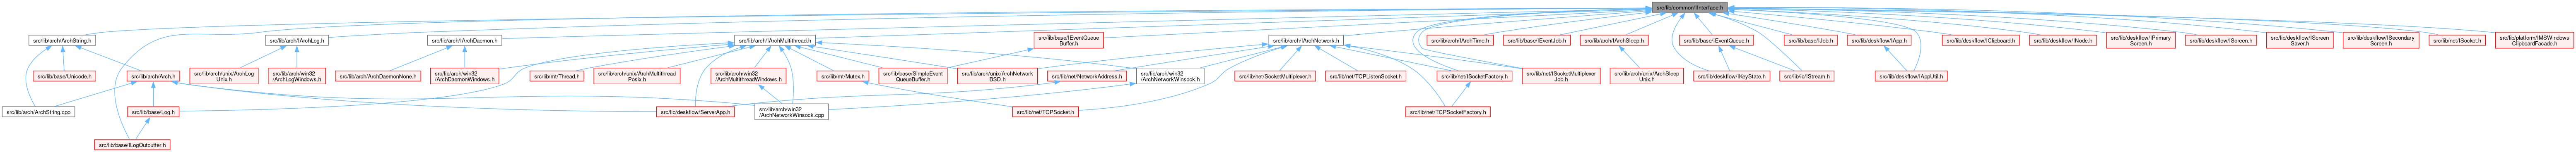 src/lib/common/IInterface.h
src/lib/arch/ArchString.h
src/lib/arch/IArchLog.h
src/lib/arch/IArchDaemon.h
src/lib/arch/IArchMultithread.h
src/lib/base/IEventQueue
Buffer.h
src/lib/arch/IArchNetwork.h
src/lib/arch/IArchTime.h
src/lib/base/IEventJob.h
src/lib/arch/IArchSleep.h
src/lib/base/IEventQueue.h
src/lib/base/IJob.h
src/lib/deskflow/IApp.h
src/lib/deskflow/IClipboard.h
src/lib/deskflow/INode.h
src/lib/deskflow/IPrimary
Screen.h
src/lib/deskflow/IScreen.h
src/lib/deskflow/IScreen
Saver.h
src/lib/deskflow/ISecondary
Screen.h
src/lib/net/ISocket.h
src/lib/platform/IMSWindows
ClipboardFacade.h
src/lib/base/Unicode.h
src/lib/arch/Arch.h
src/lib/arch/unix/ArchLog
Unix.h
src/lib/arch/win32
/ArchLogWindows.h
src/lib/arch/ArchDaemonNone.h
src/lib/arch/win32
/ArchDaemonWindows.h
src/lib/mt/Thread.h
src/lib/arch/unix/ArchMultithread
Posix.h
src/lib/arch/win32
/ArchMultithreadWindows.h
src/lib/mt/Mutex.h
src/lib/base/SimpleEvent
QueueBuffer.h
src/lib/arch/unix/ArchNetwork
BSD.h
src/lib/net/NetworkAddress.h
src/lib/arch/win32
/ArchNetworkWinsock.h
src/lib/net/SocketMultiplexer.h
src/lib/net/TCPListenSocket.h
src/lib/net/ISocketFactory.h
src/lib/net/ISocketMultiplexer
Job.h
src/lib/arch/unix/ArchSleep
Unix.h
src/lib/deskflow/IKeyState.h
src/lib/io/IStream.h
src/lib/deskflow/IAppUtil.h
src/lib/arch/ArchString.cpp
src/lib/base/Log.h
src/lib/deskflow/ServerApp.h
src/lib/arch/win32
/ArchNetworkWinsock.cpp
src/lib/net/TCPSocket.h
src/lib/net/TCPSocketFactory.h
src/lib/base/ILogOutputter.h